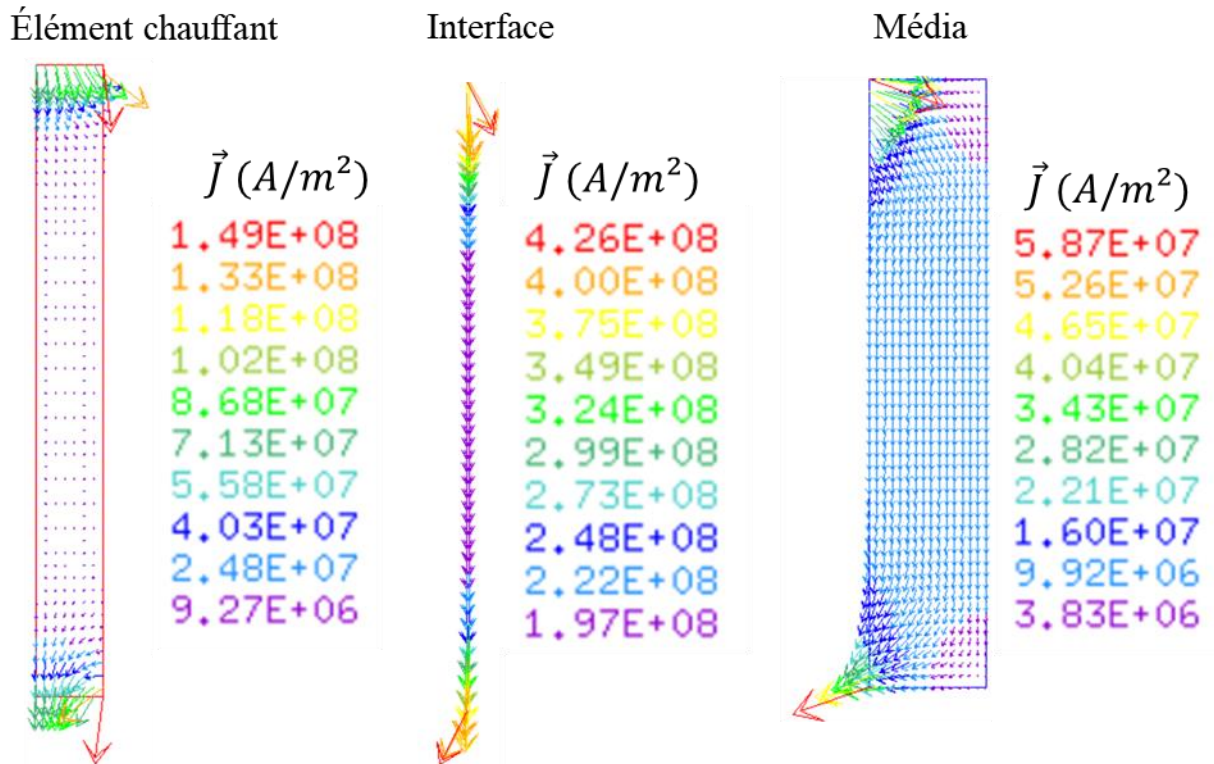 Élément chauffant
Interface
Média
J⃗ (A/m²)
1.49E+08
1.33E+08
1.18E+08
1.02E+08
8.68E+07
7.13E+07
5.58E+07
4.03E+07
2.48E+07
9.27E+06
J⃗ (A/m²)
4.26E+08
4.00E+08
3.75E+08
3.49E+08
3.24E+08
2.99E+08
2.73E+08
2.48E+08
2.22E+08
1.97E+08
J⃗ (A/m²)
5.87E+07
5.26E+07
4.65E+07
4.04E+07
3.43E+07
2.82E+07
2.21E+07
1.60E+07
9.92E+06
3.83E+06